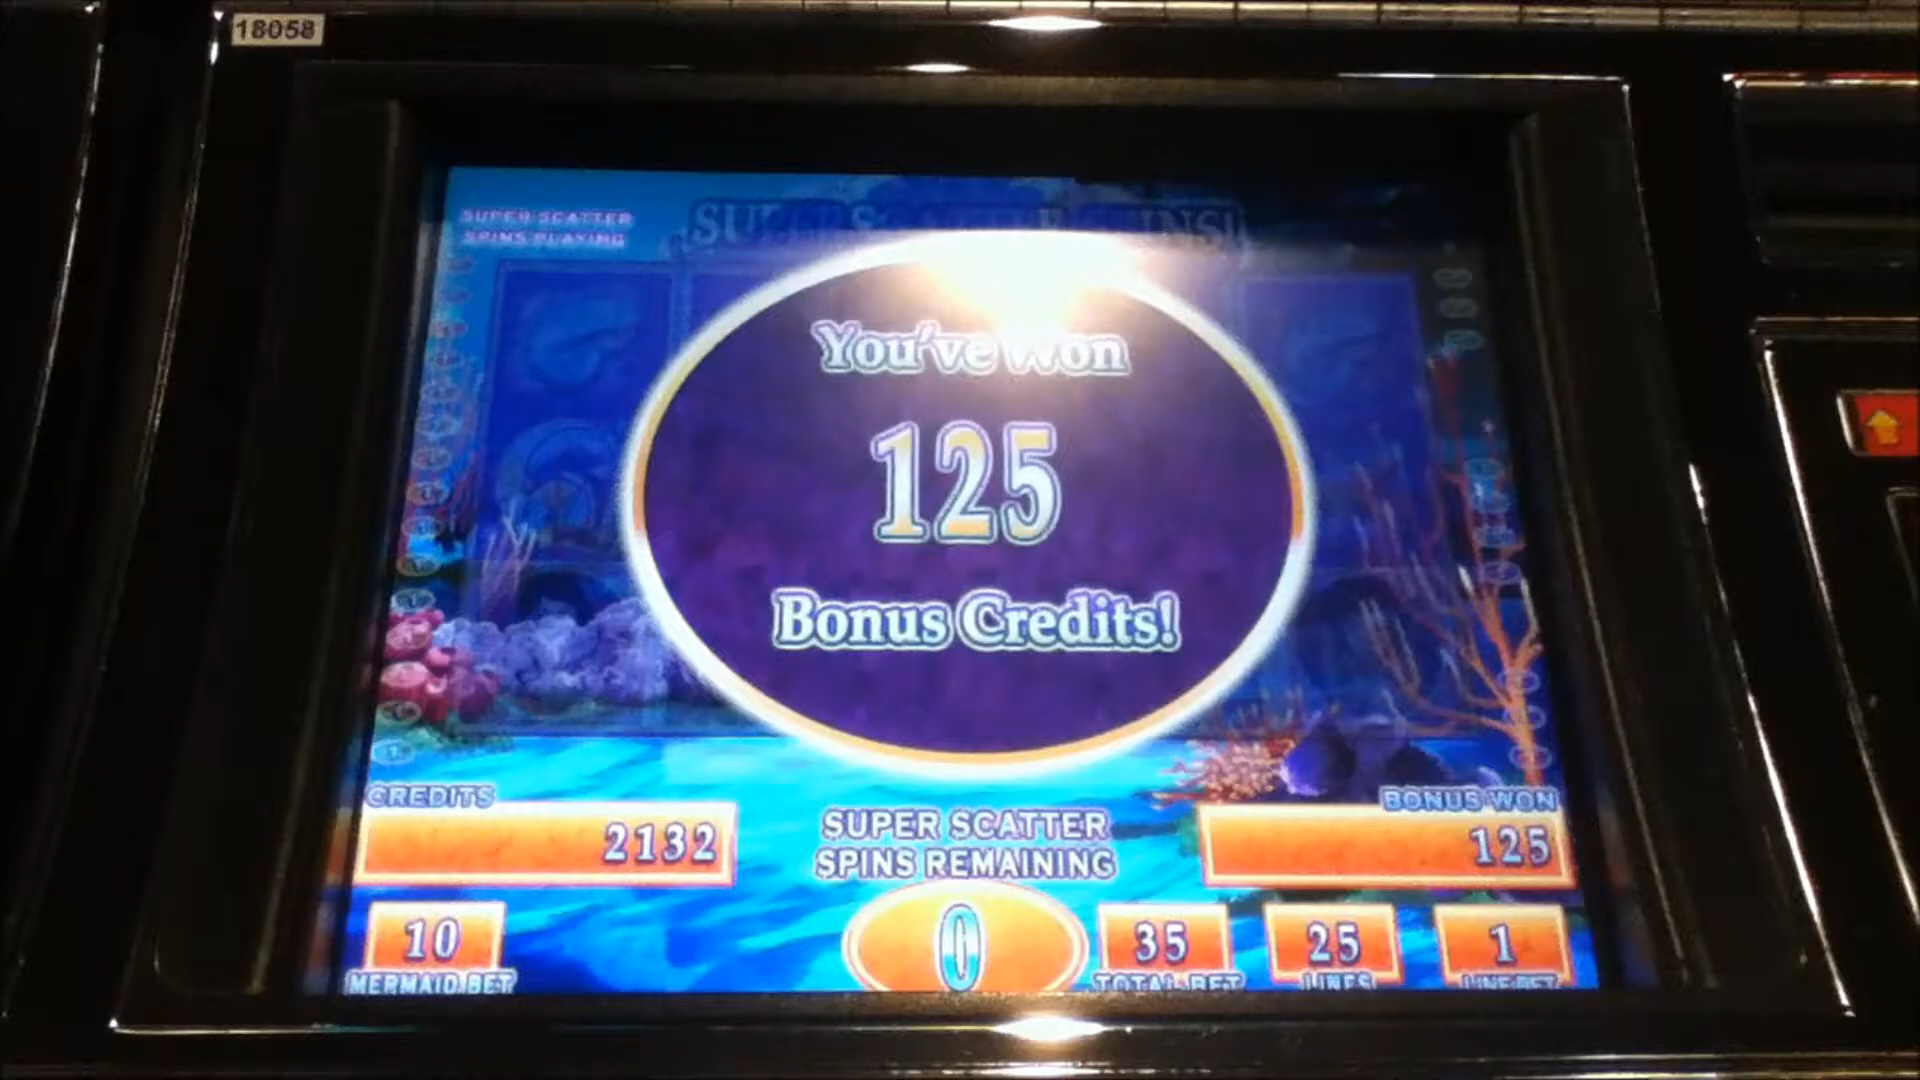 18058
SUPER SCATTER
SPINS PLAYING
You've Won
125
Bonus Credits!
CREDITS
2132
SUPER SCATTER
SPINS REMAINING
0
BONUS WON
125
10
MERMAID BET
35
TOTAL BET
25
LINES
1
LINE BET